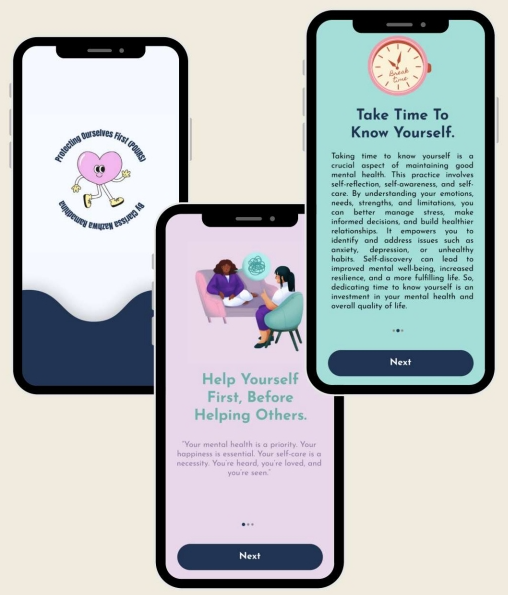 Protecting Ourselves First (POURS)
By Clarissa Nazhwa Ramadhina
Help Yourself
First, Before
Helping Others.
"Your mental health is a priority. Your
happiness is essential. Your self-care is a
necessity. You're heard, you're loved, and
you're seen."
Next
Break
time
Take Time To
Know Yourself.
Taking time to know yourself is a
crucial aspect of maintaining good
mental health. This practice involves
self-reflection, self-awareness, and self-
care. By understanding your emotions,
needs, strengths, and limitations, you
can better manage stress, make
informed decisions, and build healthier
relationships. It empowers you to
identify and address issues such as
anxiety, depression, or unhealthy
habits. Self-discovery can lead to
improved mental well-being, increased
resilience, and a more fulfilling life. So,
dedicating time to know yourself is an
investment in your mental health and
overall quality of life.
Next